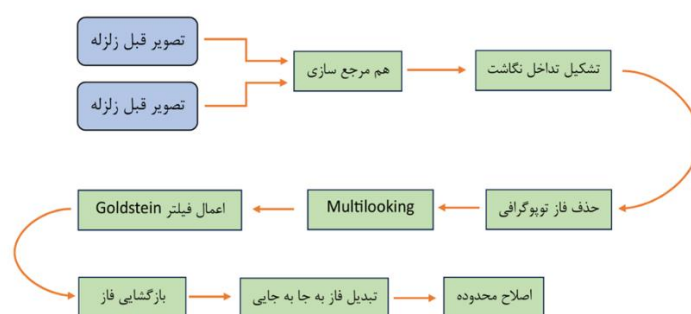 تصویر قبل زلزله
تصویر قبل زلزله
هم مرجع سازی
تشکیل تداخل نگاشت
حذف فاز توپوگرافی
Multilooking
اعمال فیلتر Goldstein
بازگشایی فاز
تبدیل فاز به جا به جایی
اصلاح محدوده